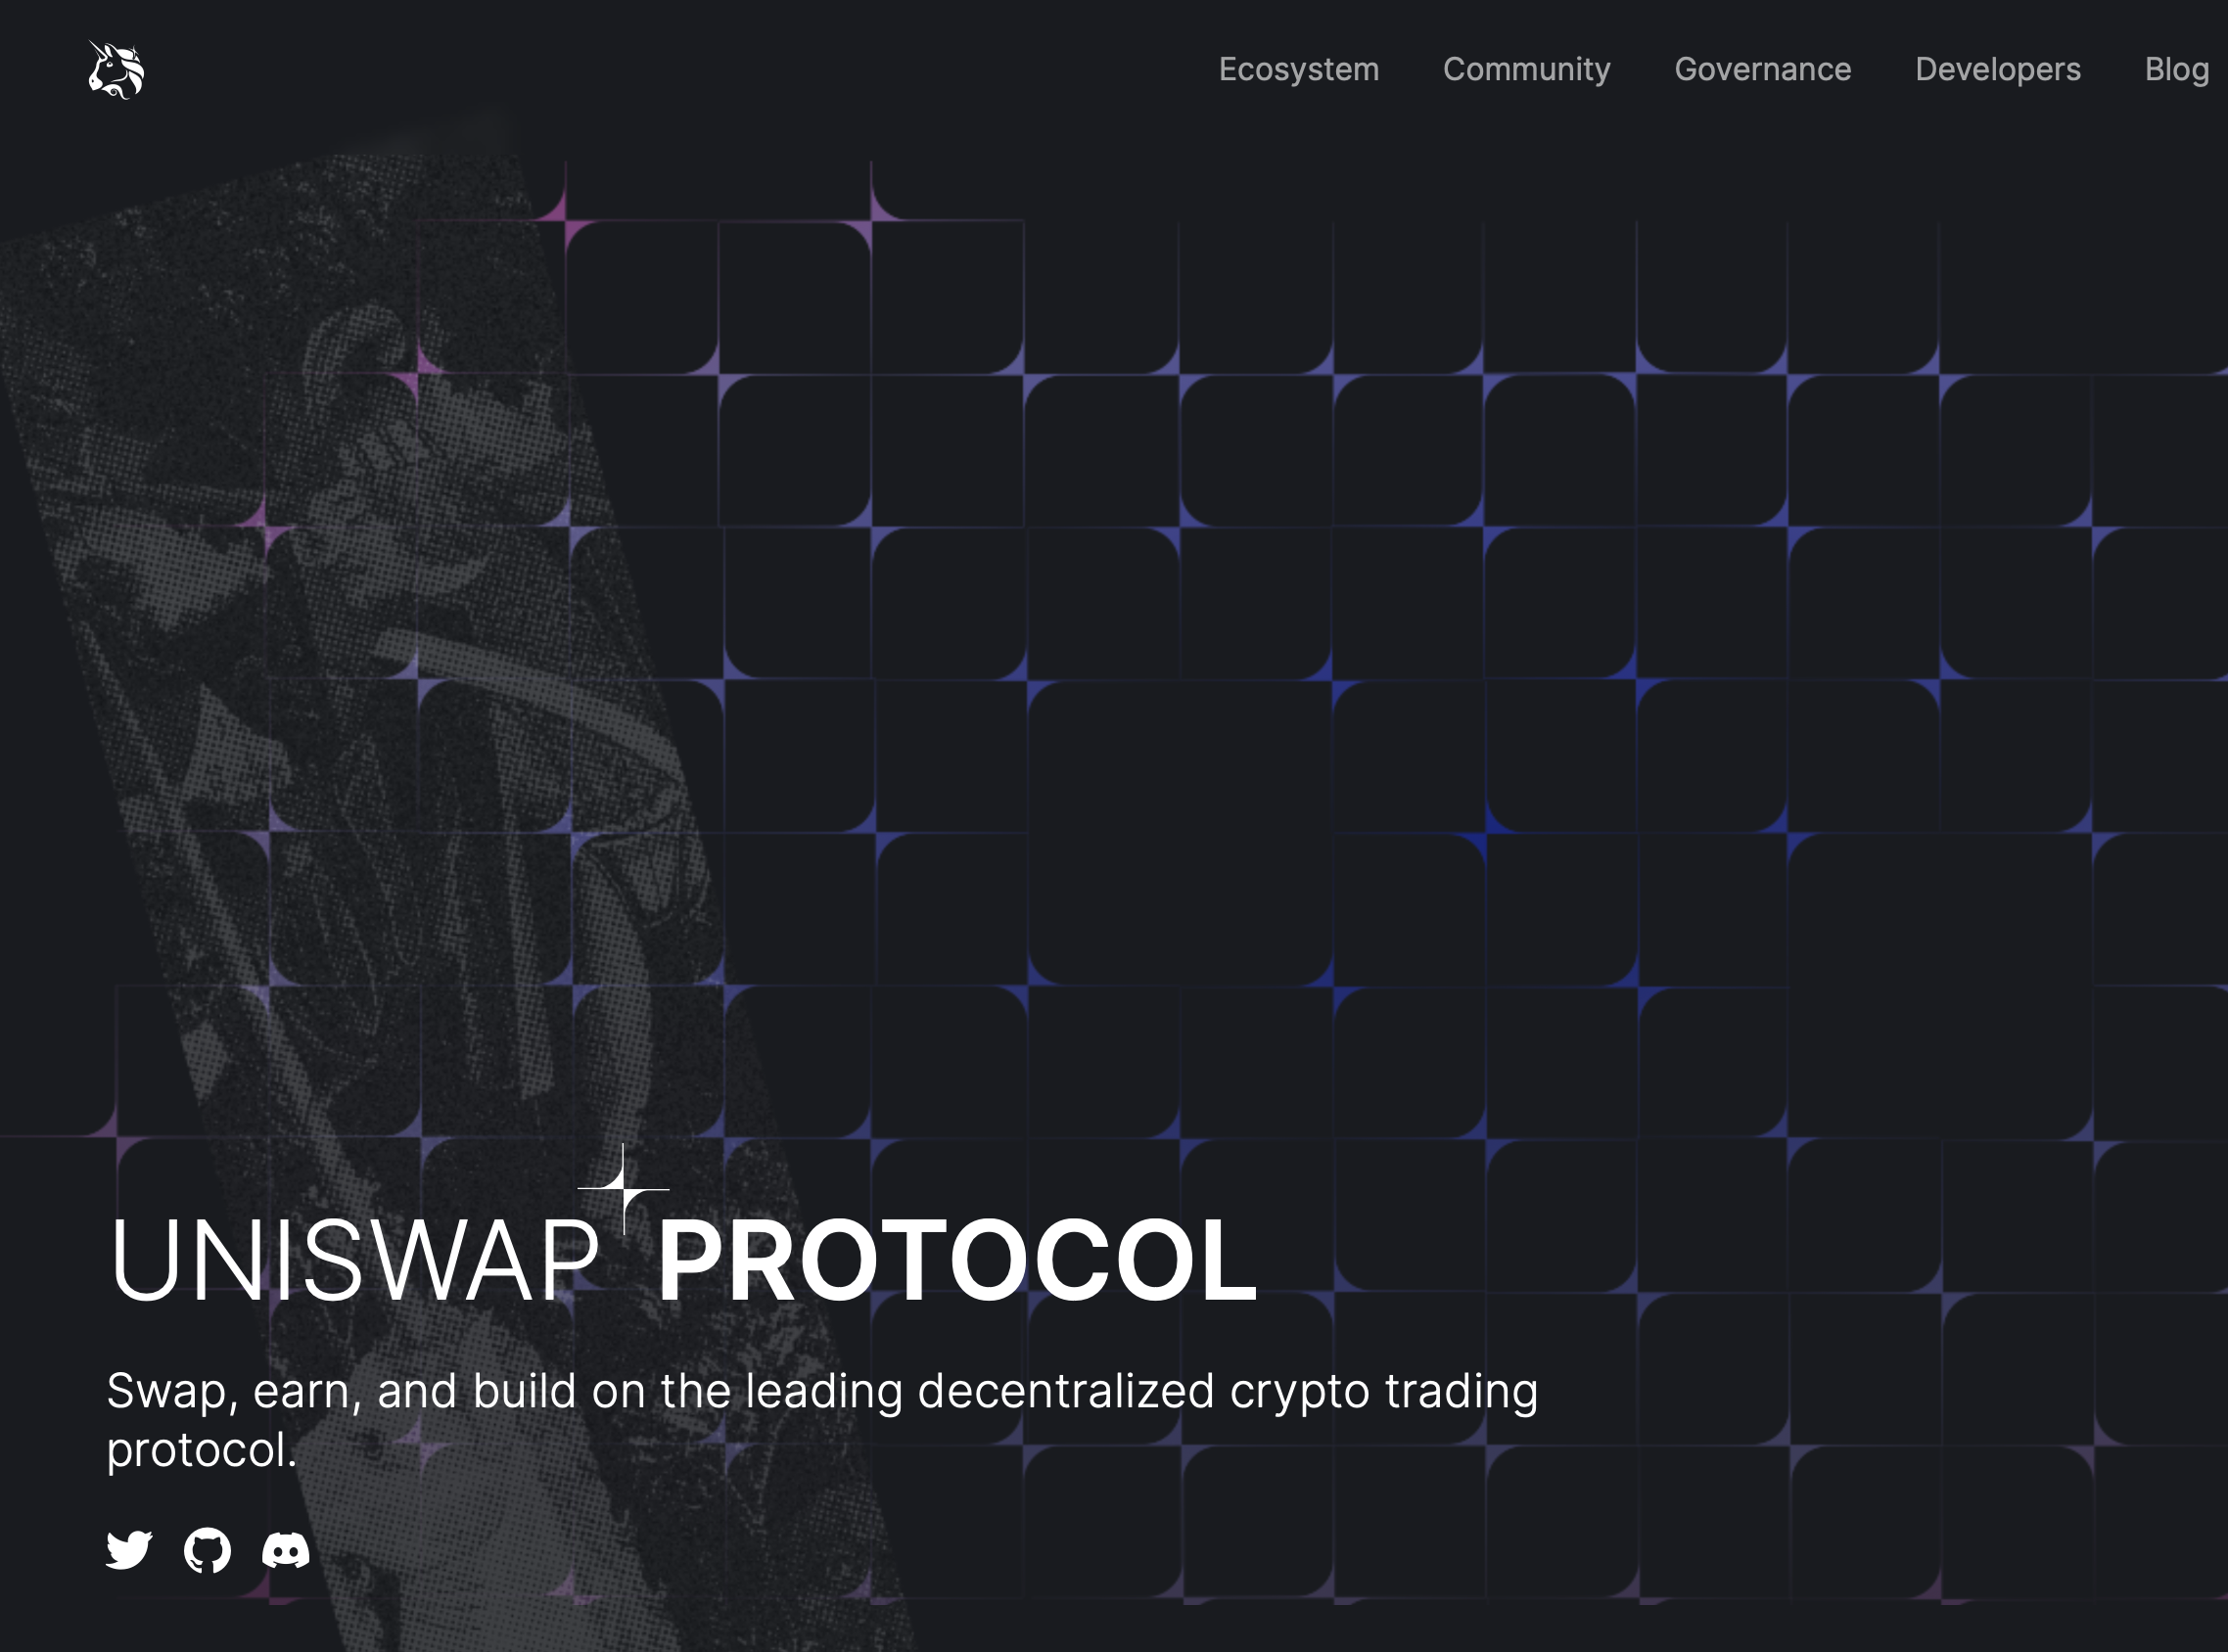 Ecosystem Community Governance Developers Blog
UNISWAP PROTOCOL
Swap, earn, and build on the leading decentralized crypto trading
protocol.